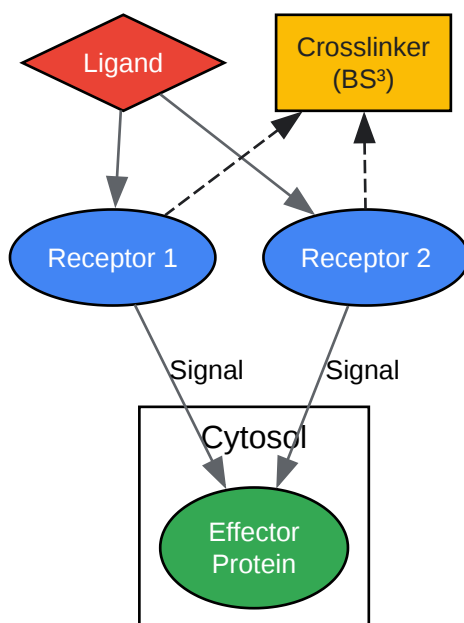 Ligand
Crosslinker
(BS³)
Receptor 1
Receptor 2
Signal
Signal
Cytosol
Effector
Protein